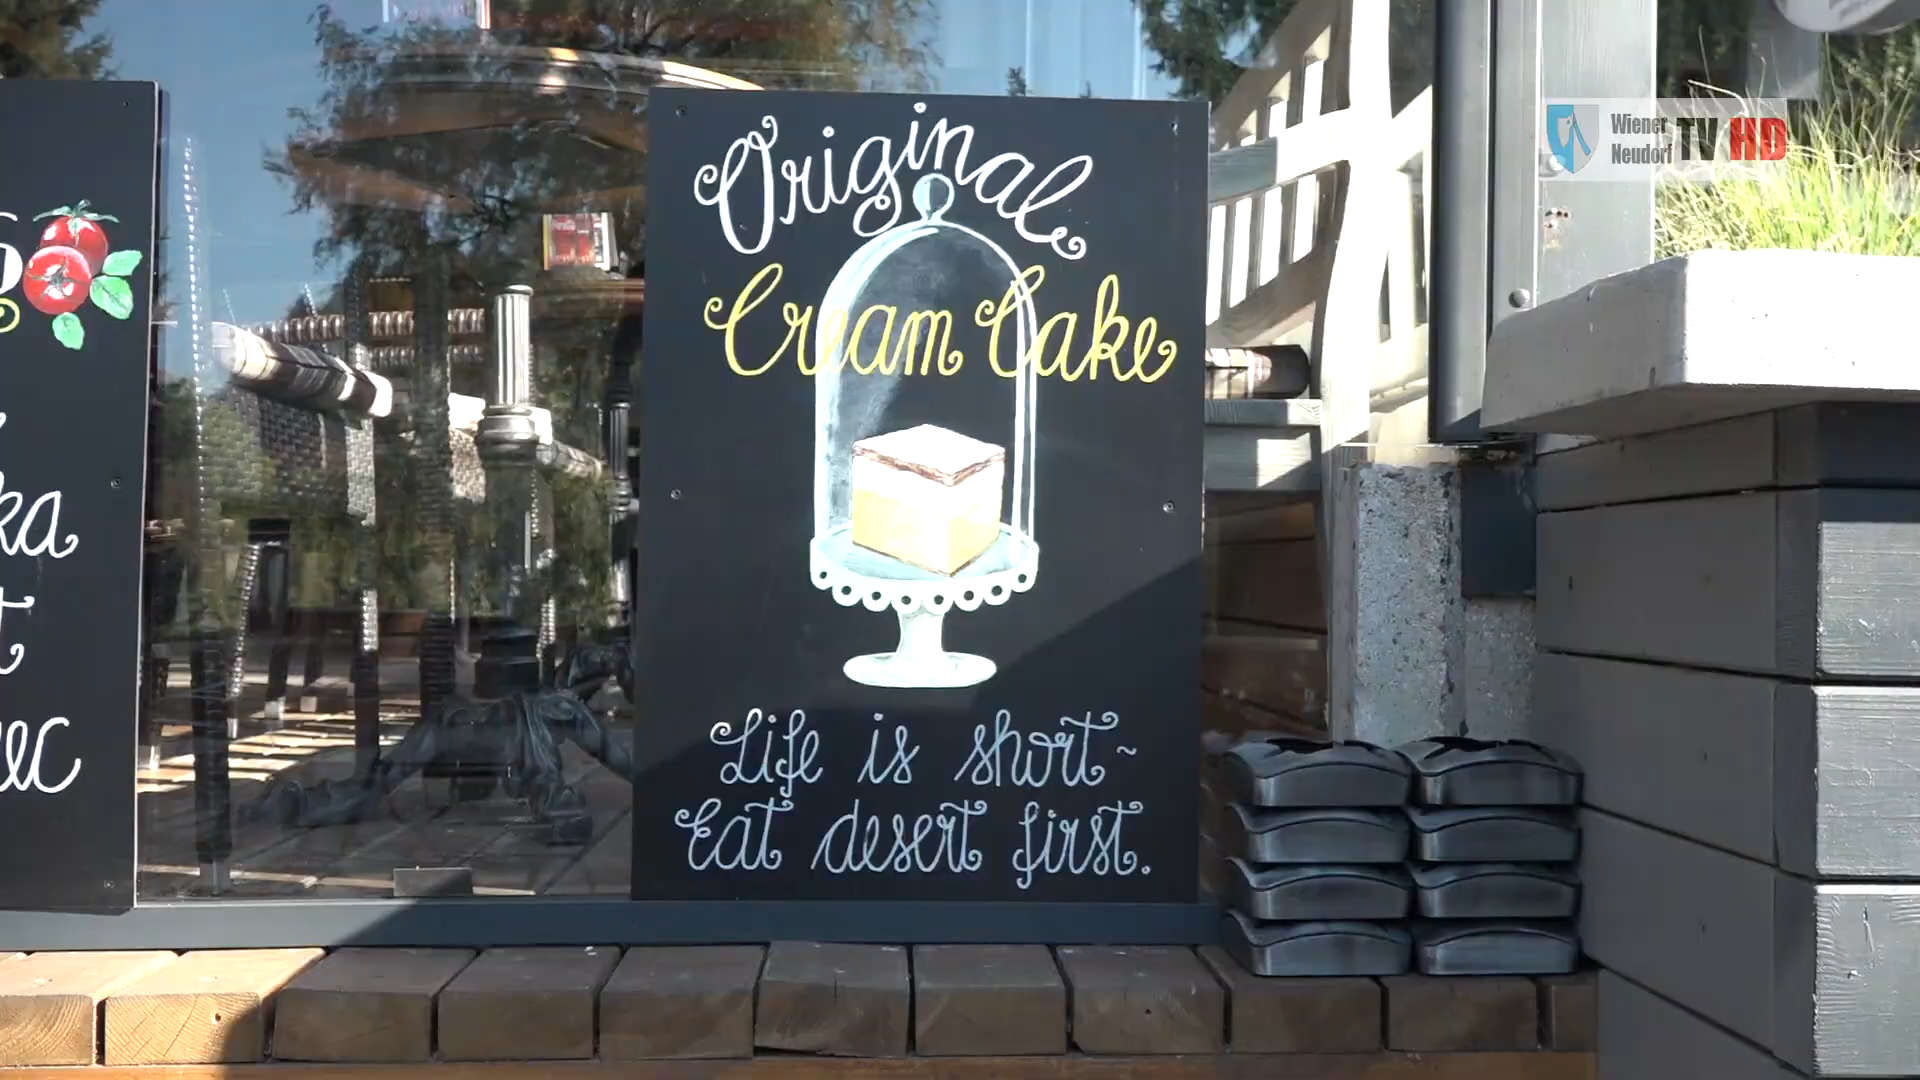 Original
Cream Cake
Life is short~
Eat desert first.
Wiener
Neudorf
TV HD